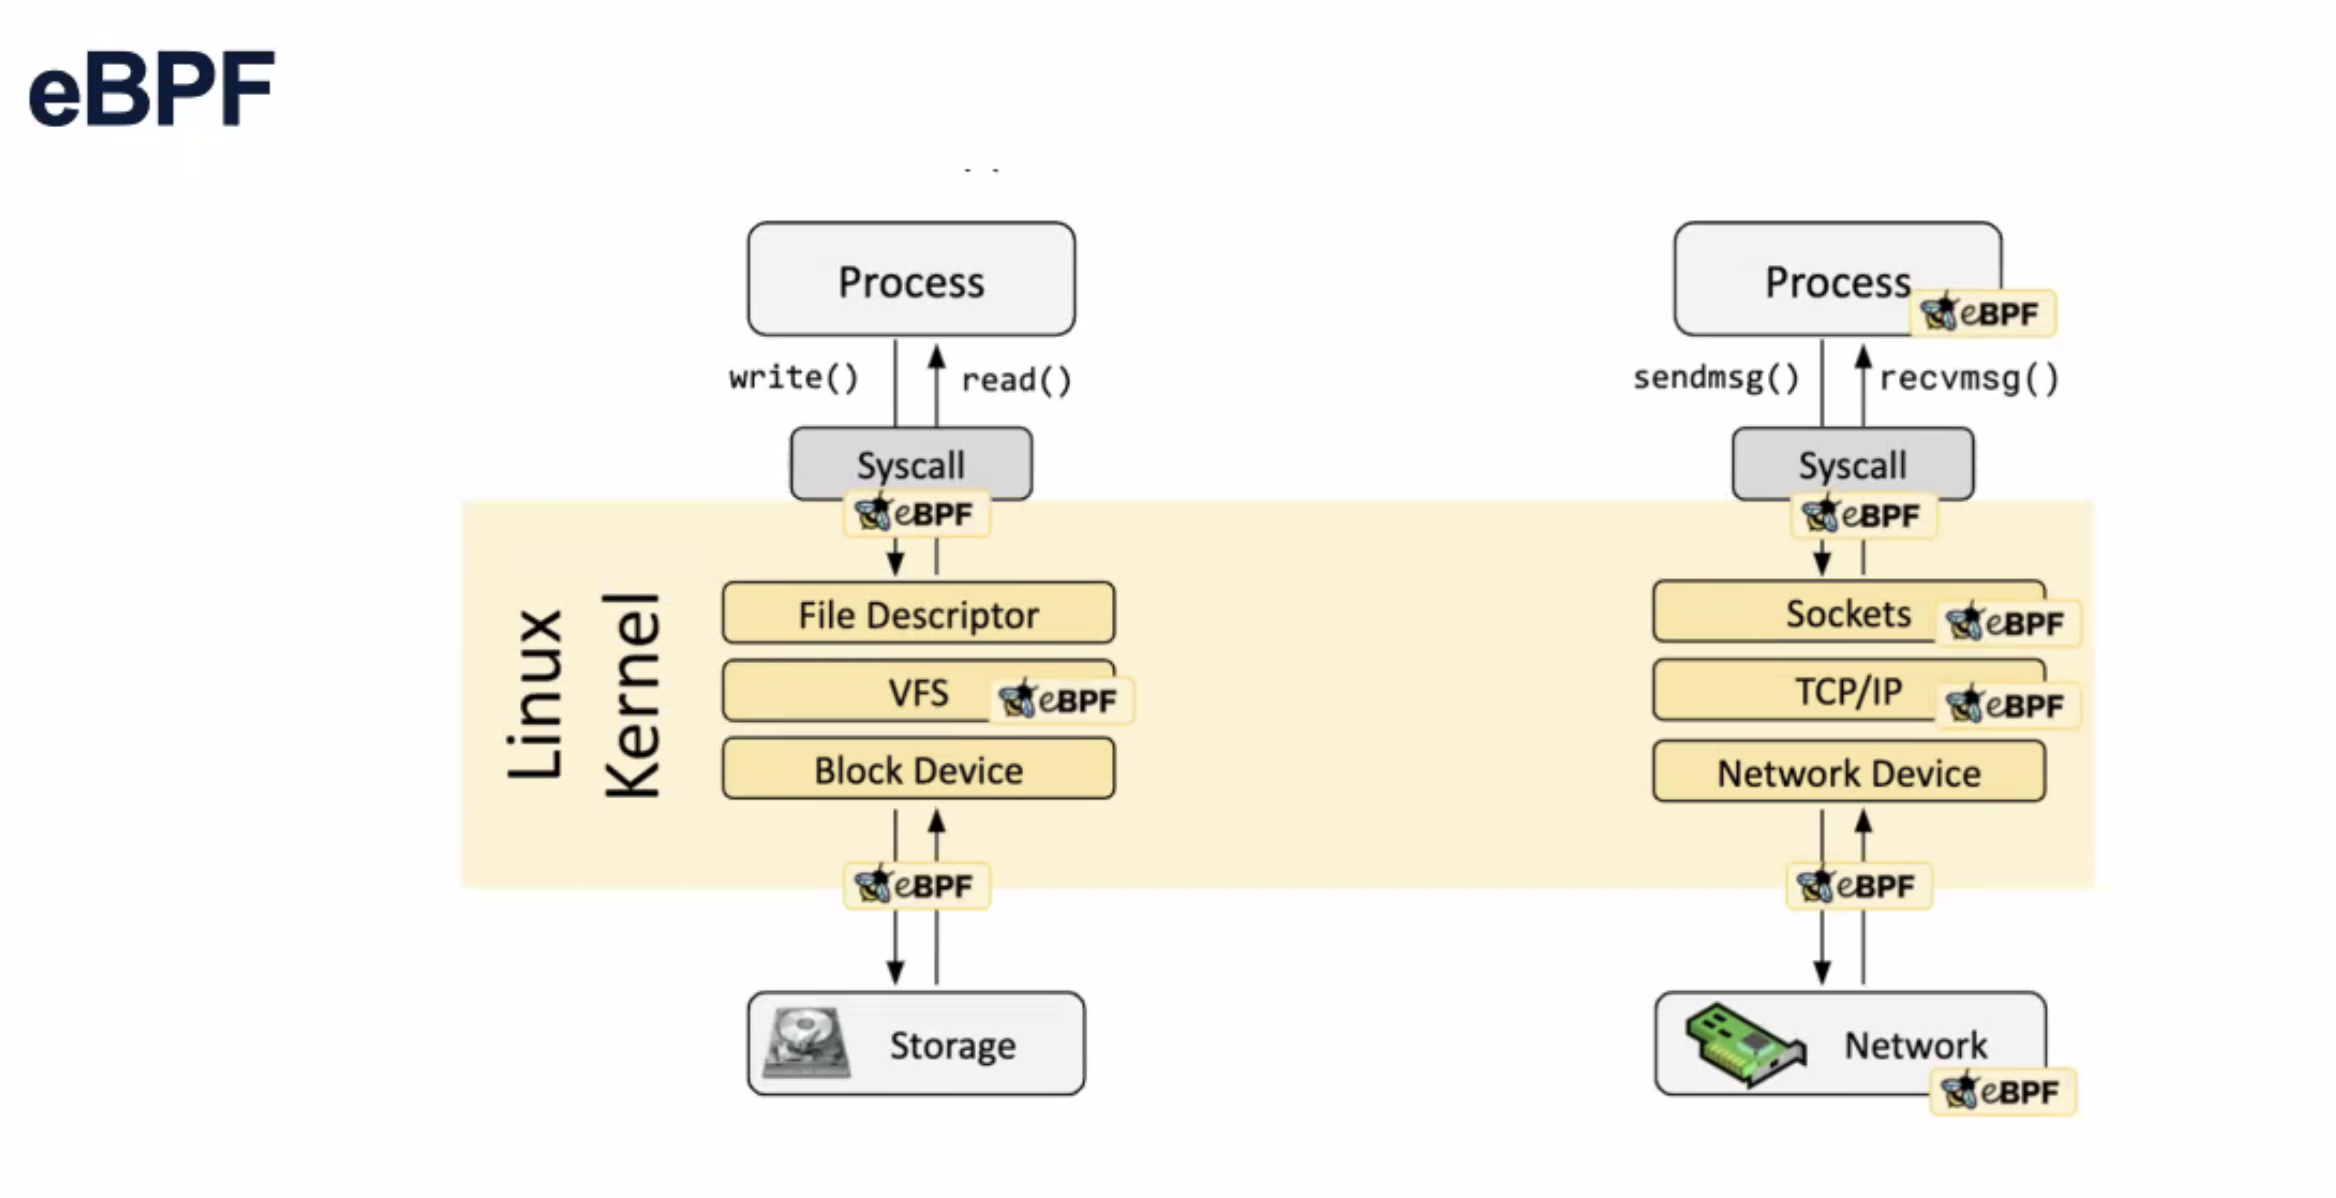 eBPF
Process
write()
read()
Syscall
eBPF
Linux
Kernel
File Descriptor
VFS
eBPF
Block Device
eBPF
Storage
Process
eBPF
sendmsg()
recvmsg()
Syscall
eBPF
Sockets
eBPF
TCP/IP
eBPF
Network Device
eBPF
Network
eBPF